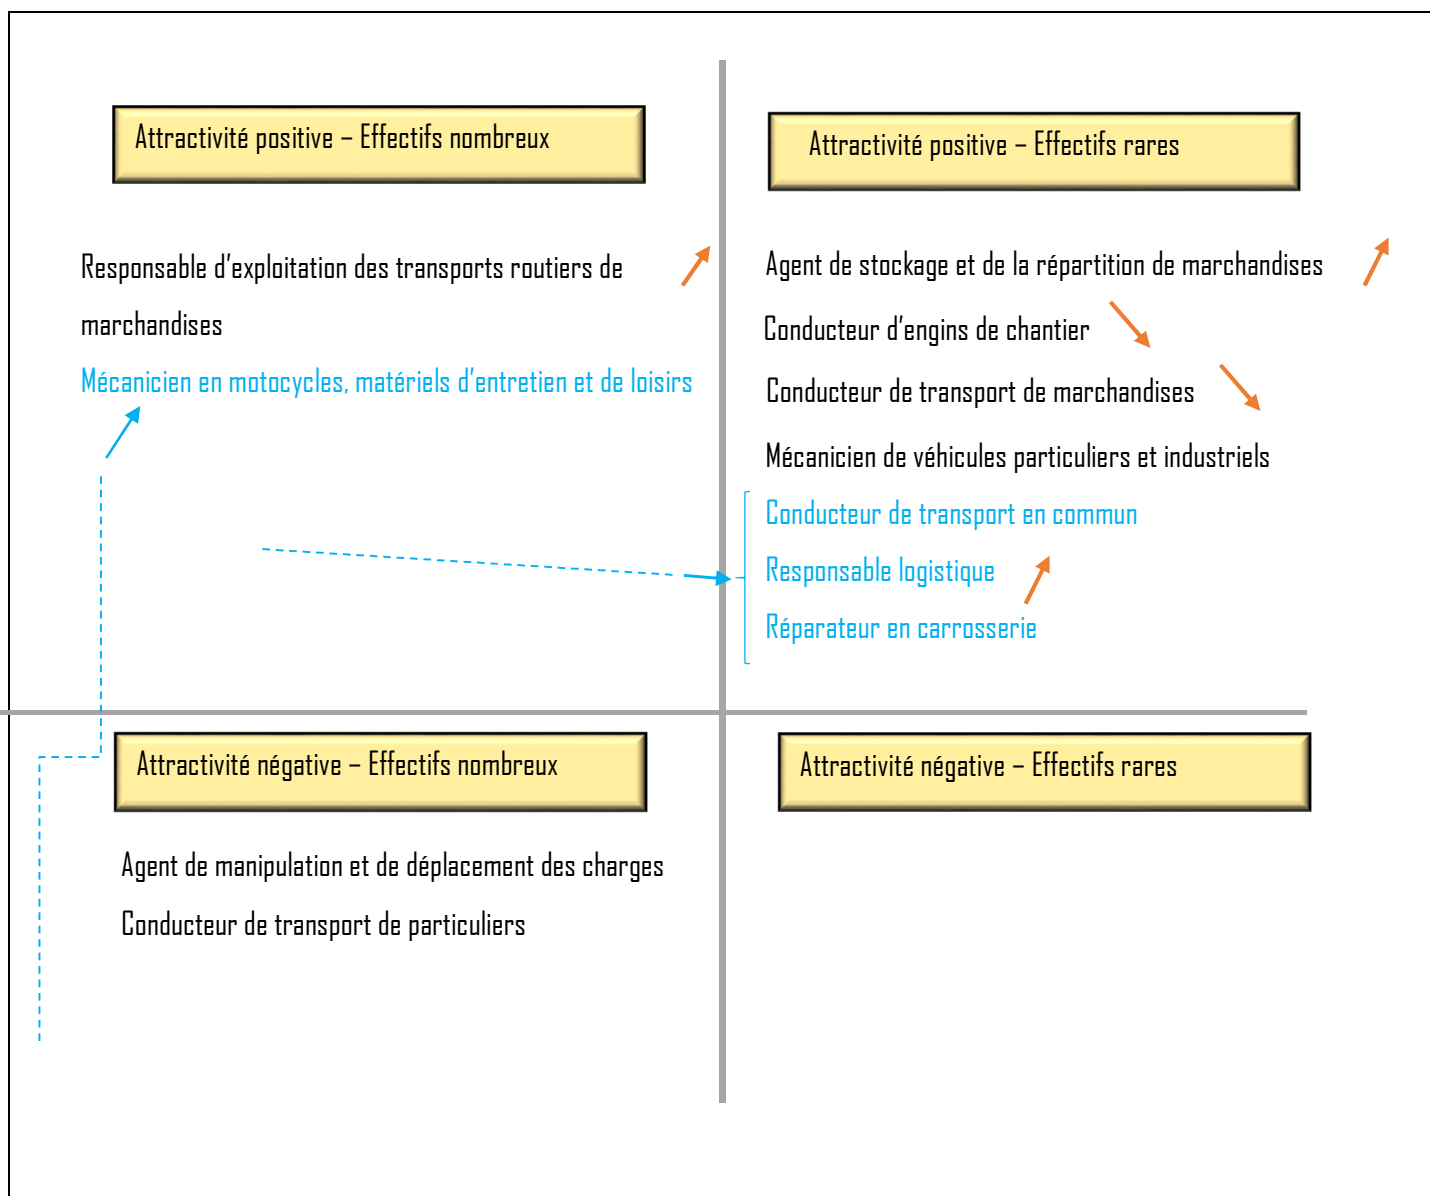 Attractivité positive – Effectifs nombreux
Responsable d’exploitation des transports routiers de
marchandises
Mécanicien en motocycles, matériels d’entretien et de loisirs
Attractivité positive – Effectifs rares
Agent de stockage et de la répartition de marchandises
Conducteur d’engins de chantier
Conducteur de transport de marchandises
Mécanicien de véhicules particuliers et industriels
Conducteur de transport en commun
Responsable logistique
Réparateur en carrosserie
Attractivité négative – Effectifs nombreux
Agent de manipulation et de déplacement des charges
Conducteur de transport de particuliers
Attractivité négative – Effectifs rares